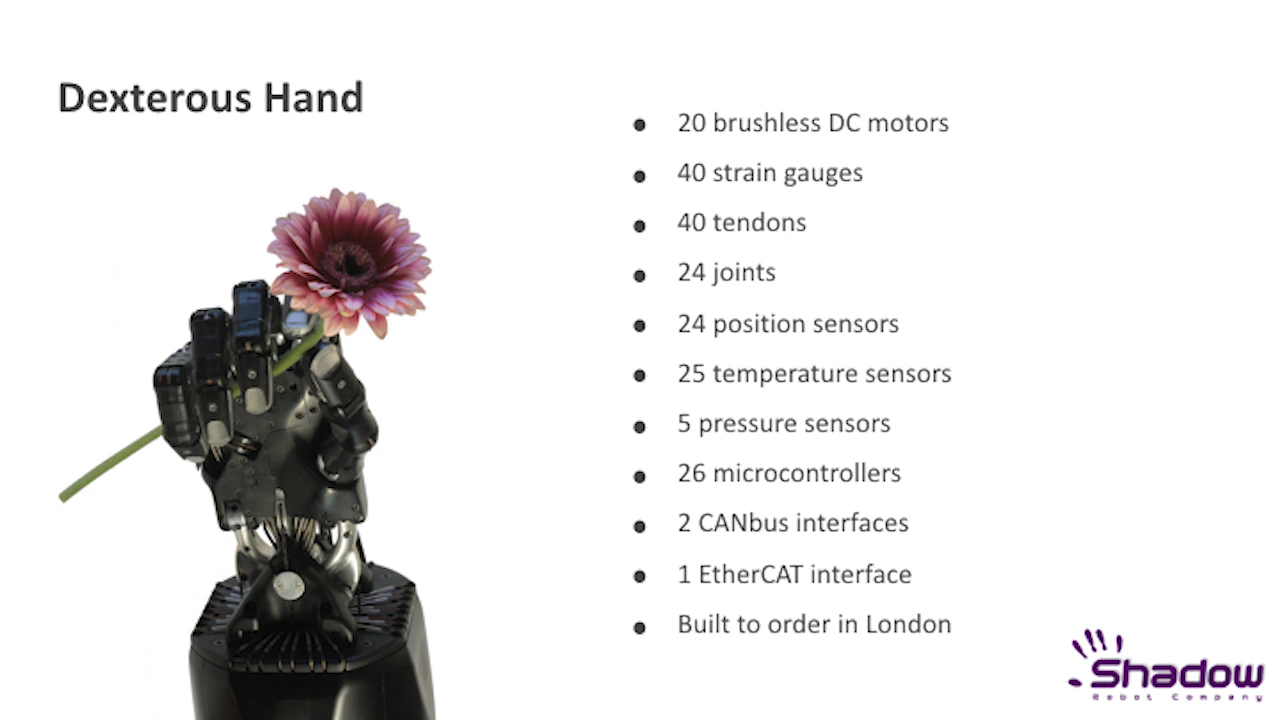 Dexterous Hand
20 brushless DC motors
40 strain gauges
40 tendons
24 joints
24 position sensors
25 temperature sensors
5 pressure sensors
26 microcontrollers
2 CANbus interfaces
1 EtherCAT interface
Built to order in London
Shadow
Robot Company